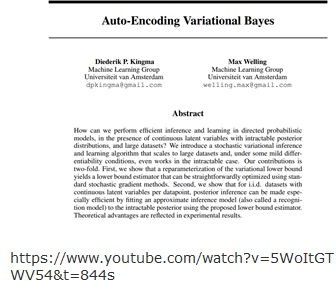 Auto-Encoding Variational Bayes
Diederik P. Kingma
Machine Learning Group
Universiteit van Amsterdam
dpkingma@gmail.com
Max Welling
Machine Learning Group
Universiteit van Amsterdam
welling.max@gmail.com
Abstract
How can we perform efficient inference and learning in directed probabilistic
models, in the presence of continuous latent variables with intractable posterior
distributions, and large datasets? We introduce a stochastic variational inference
and learning algorithm that scales to large datasets and, under some mild differ-
entiability conditions, even works in the intractable case. Our contributions is
two-fold. First, we show that a reparameterization of the variational lower bound
yields a lower bound estimator that can be straightforwardly optimized using stan-
dard stochastic gradient methods. Second, we show that for i.i.d. datasets with
continuous latent variables per datapoint, posterior inference can be made espe-
cially efficient by fitting an approximate inference model (also called a recogni-
tion model) to the intractable posterior using the proposed lower bound estimator.
Theoretical advantages are reflected in experimental results.
https://www.youtube.com/watch?v=5WoItGT
WV54&t=844s